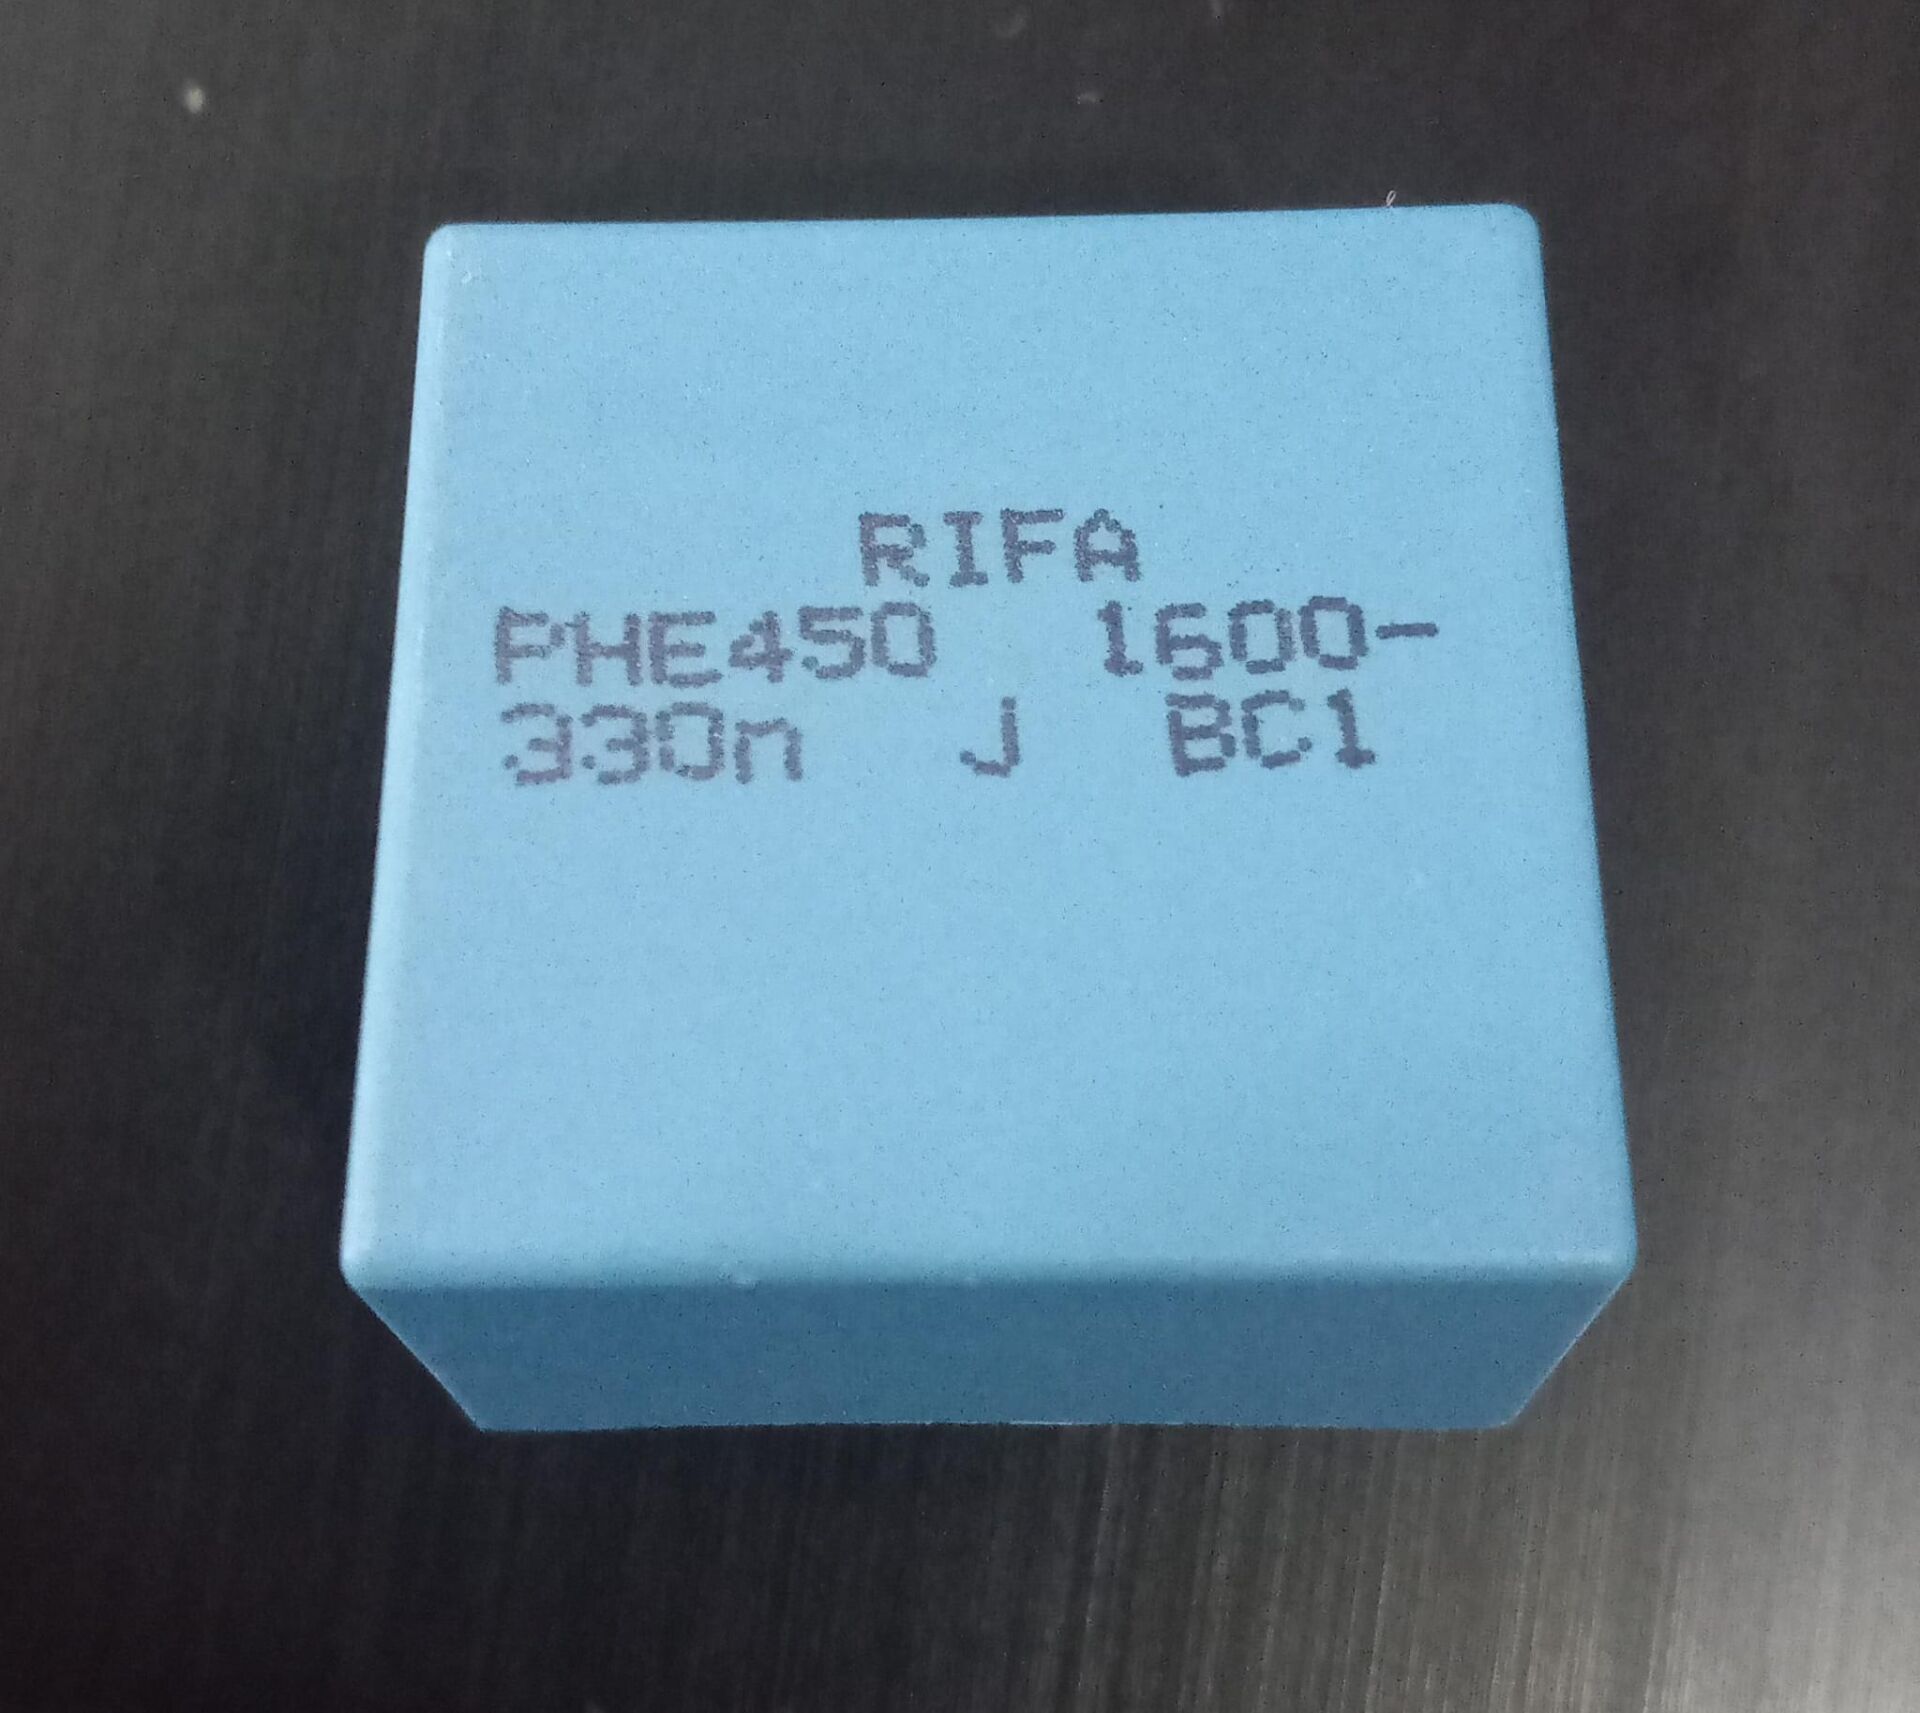 RIFA
PHE450 1600-
330n J BC1